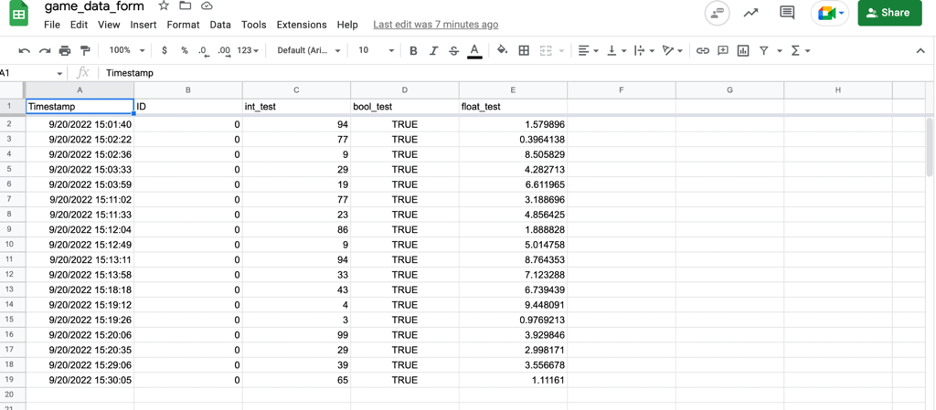 game_data_form
File Edit View Insert Format Data Tools Extensions Help Last edit was 7 minutes ago
Share
100% $ % .0 .00 123 Default (Ari... 10 B I S A
A1 fx Timestamp
A B C D E F G H
1 Timestamp ID int_test bool_test float_test
2 9/20/2022 15:01:40 0 94 TRUE 1.579896
3 9/20/2022 15:02:22 0 77 TRUE 0.3964138
4 9/20/2022 15:02:36 0 9 TRUE 8.505829
5 9/20/2022 15:03:33 0 29 TRUE 4.282713
6 9/20/2022 15:03:59 0 19 TRUE 6.611965
7 9/20/2022 15:11:02 0 77 TRUE 3.188696
8 9/20/2022 15:11:33 0 23 TRUE 4.856425
9 9/20/2022 15:12:04 0 86 TRUE 1.888828
10 9/20/2022 15:12:49 0 9 TRUE 5.014758
11 9/20/2022 15:13:11 0 94 TRUE 8.764353
12 9/20/2022 15:13:58 0 33 TRUE 7.123288
13 9/20/2022 15:18:18 0 43 TRUE 6.739439
14 9/20/2022 15:19:12 0 4 TRUE 9.448091
15 9/20/2022 15:19:26 0 3 TRUE 0.9769213
16 9/20/2022 15:20:06 0 99 TRUE 3.929846
17 9/20/2022 15:20:35 0 29 TRUE 2.998171
18 9/20/2022 15:29:06 0 39 TRUE 3.556678
19 9/20/2022 15:30:05 0 65 TRUE 1.11161
20
21